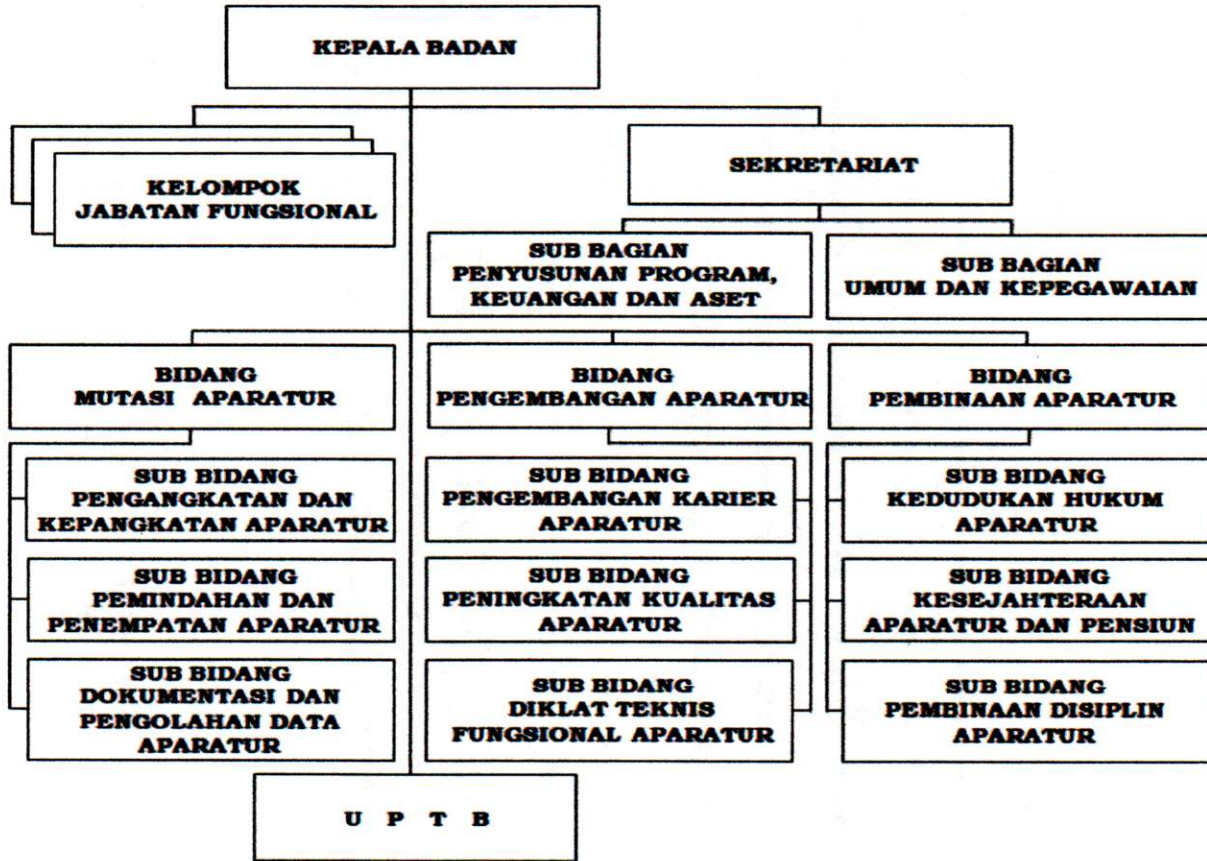 KEPALA BADAN
KELOMPOK
JABATAN FUNGSIONAL
SEKRETARIAT
SUB BAGIAN
PENYUSUNAN PROGRAM,
KEUANGAN DAN ASET
SUB BAGIAN
UMUM DAN KEPEGAWAIAN
BIDANG
MUTASI APARATUR
BIDANG
PENGEMBANGAN APARATUR
BIDANG
PEMBINAAN APARATUR
SUB BIDANG
PENGANGKATAN DAN
KEPANGKATAN APARATUR
SUB BIDANG
PENGEMBANGAN KARIER
APARATUR
SUB BIDANG
KEDUDUKAN HUKUM
APARATUR
SUB BIDANG
PEMINDAHAN DAN
PENEMPATAN APARATUR
SUB BIDANG
PENINGKATAN KUALITAS
APARATUR
SUB BIDANG
KESEJAHTERAAN
APARATUR DAN PENSIUN
SUB BIDANG
DOKUMENTASI DAN
PENGOLAHAN DATA
APARATUR
SUB BIDANG
DIKLAT TEKNIS
FUNGSIONAL APARATUR
SUB BIDANG
PEMBINAAN DISIPLIN
APARATUR
U P T B